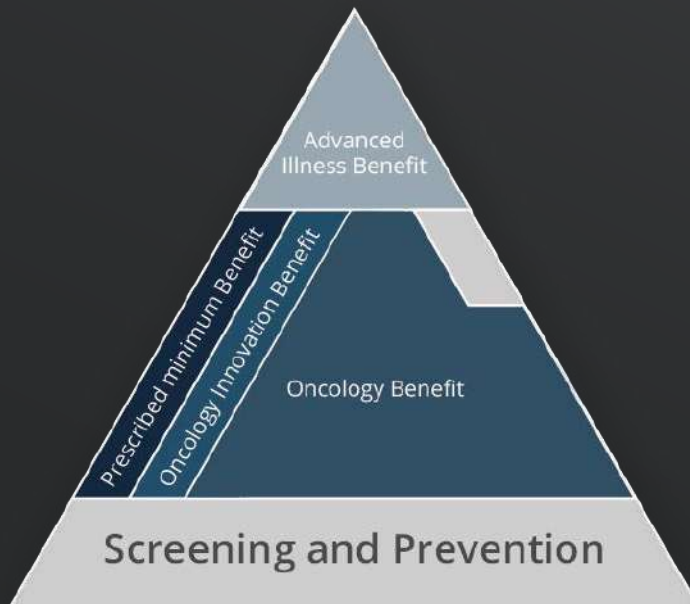 Advanced
Illness Benefit
Prescribed minimum Benefit
Oncology Innovation Benefit
Oncology Benefit
Screening and Prevention